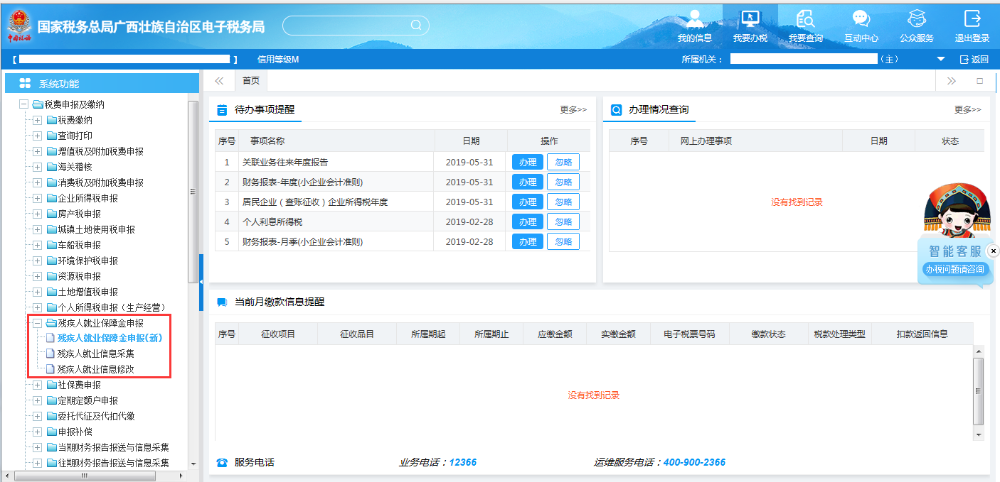 国家税务总局广西壮族自治区电子税务局
我的信息 我要办税 我要查询 互动中心 公众服务 退出登录
【 】 信用等级M 所属机关： （主） 返回
系统功能
首页
税费申报及缴纳
税费缴纳
查询打印
增值税及附加税费申报
海关稽核
消费税及附加税费申报
企业所得税申报
房产税申报
城镇土地使用税申报
车船税申报
环境保护税申报
资源税申报
土地增值税申报
个人所得税申报（生产经营）
残疾人就业保障金申报
残疾人就业保障金申报(新)
残疾人就业信息采集
残疾人就业信息修改
社保费申报
定期定额户申报
委托代征及代扣代缴
申报补偿
当期财务报告报送与信息采集
往期财务报告报送与信息采集
待办事项提醒 更多>>
序号 事项名称 日期 操作
1 关联业务往来年度报告 2019-05-31 办理 忽略
2 财务报表-年度(小企业会计准则) 2019-05-31 办理 忽略
3 居民企业（查账征收）企业所得税年度 2019-05-31 办理 忽略
4 个人利息所得税 2019-02-28 办理 忽略
5 财务报表-月季(小企业会计准则) 2019-02-28 办理 忽略
办理情况查询 更多>>
序号 网上办理事项 日期 状态
没有找到记录
智能客服
办税问题请咨询
当前月缴款信息提醒
序号 征收项目 征收品目 所属期起 所属期止 应缴金额 实缴金额 电子税票号码 缴款状态 税款处理类型 扣款返回信息
没有找到记录
服务电话 业务电话：12366 运维服务电话：400-900-2366